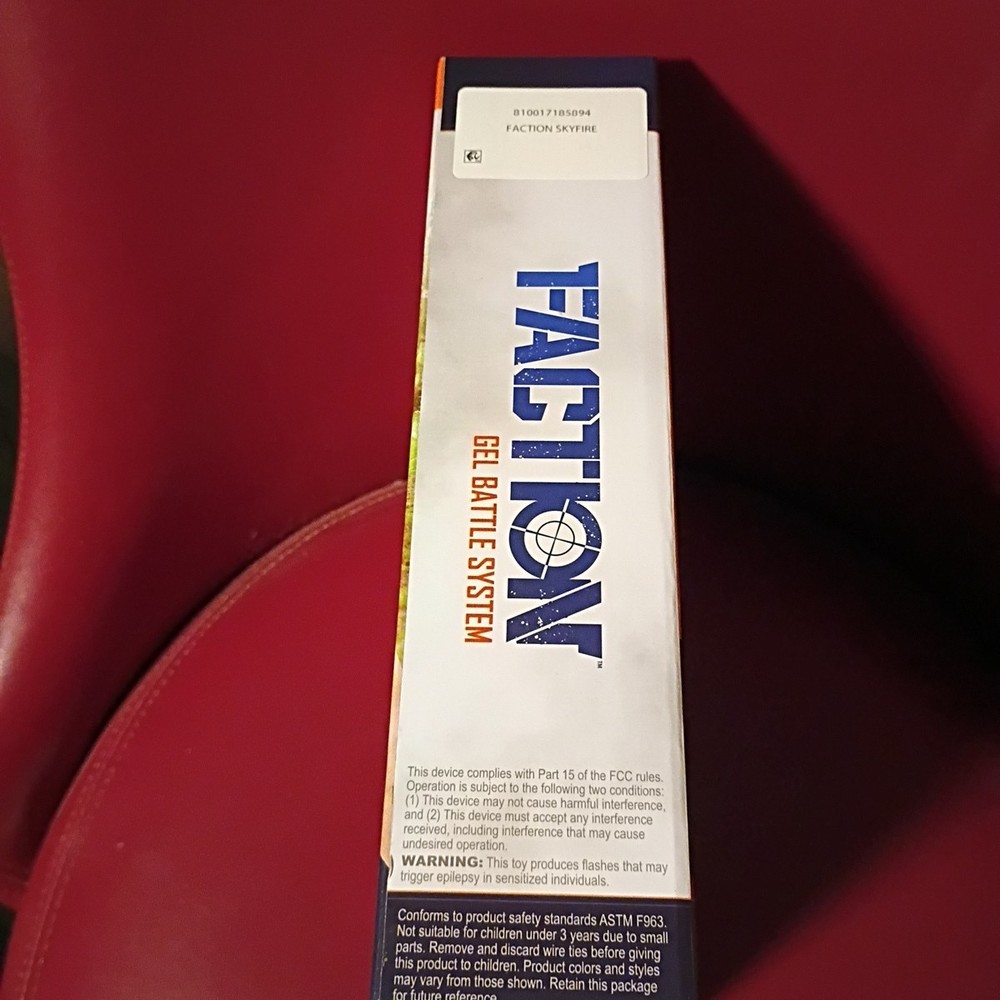 810017185894
FACTION SKYFIRE
FACTION™
GEL BATTLE SYSTEM
This device complies with Part 15 of the FCC rules.
Operation is subject to the following two conditions:
(1) This device may not cause harmful interference,
and (2) This device must accept any interference
received, including interference that may cause
undesired operation.
WARNING: This toy produces flashes that may
trigger epilepsy in sensitized individuals.
Conforms to product safety standards ASTM F963.
Not suitable for children under 3 years due to small
parts. Remove and discard wire ties before giving
this product to children. Product colors and styles
may vary from those shown. Retain this package
for future reference.